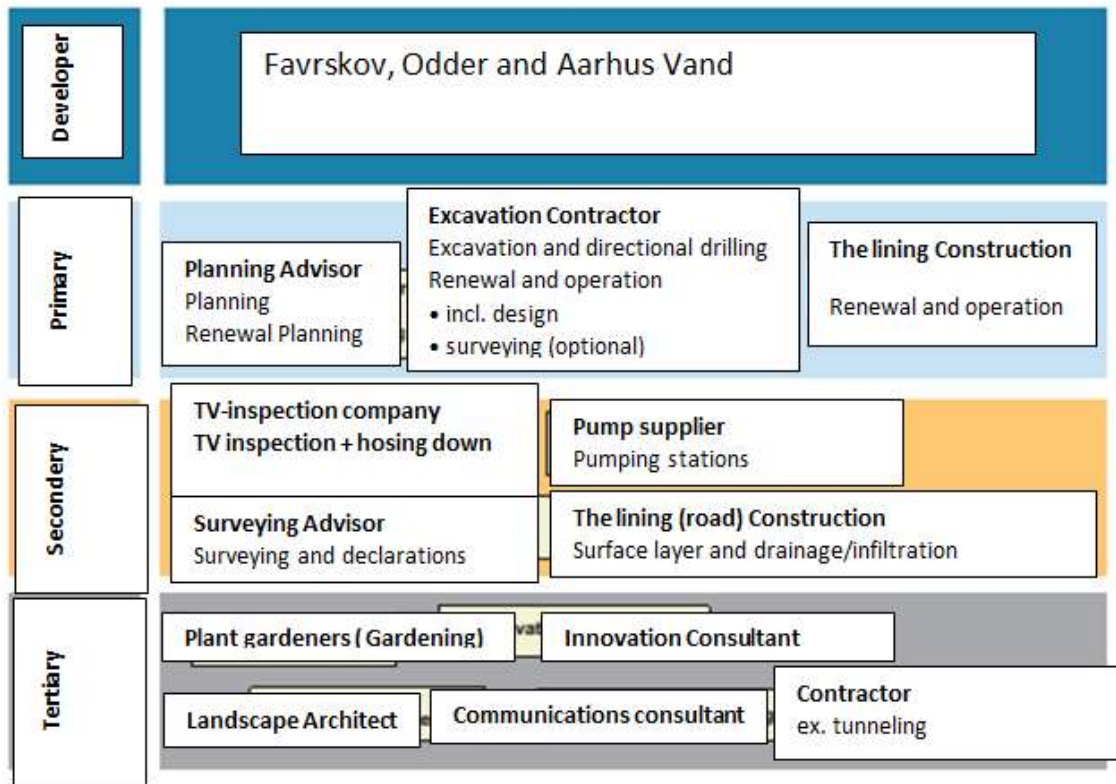 Developer
Favrskov, Odder and Aarhus Vand
Primary
Planning Advisor
Planning
Renewal Planning
Excavation Contractor
Excavation and directional drilling
Renewal and operation
• incl. design
• surveying (optional)
The lining Construction
Renewal and operation
Secondery
TV-inspection company
TV inspection + hosing down
Pump supplier
Pumping stations
Surveying Advisor
Surveying and declarations
The lining (road) Construction
Surface layer and drainage/infiltration
Tertiary
Plant gardeners ( Gardening)
Innovation Consultant
Landscape Architect
Communications consultant
Contractor
ex. tunneling